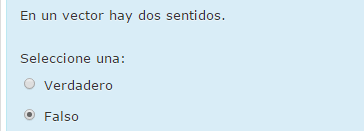 En un vector hay dos sentidos.
Seleccione una:
Verdadero
Falso